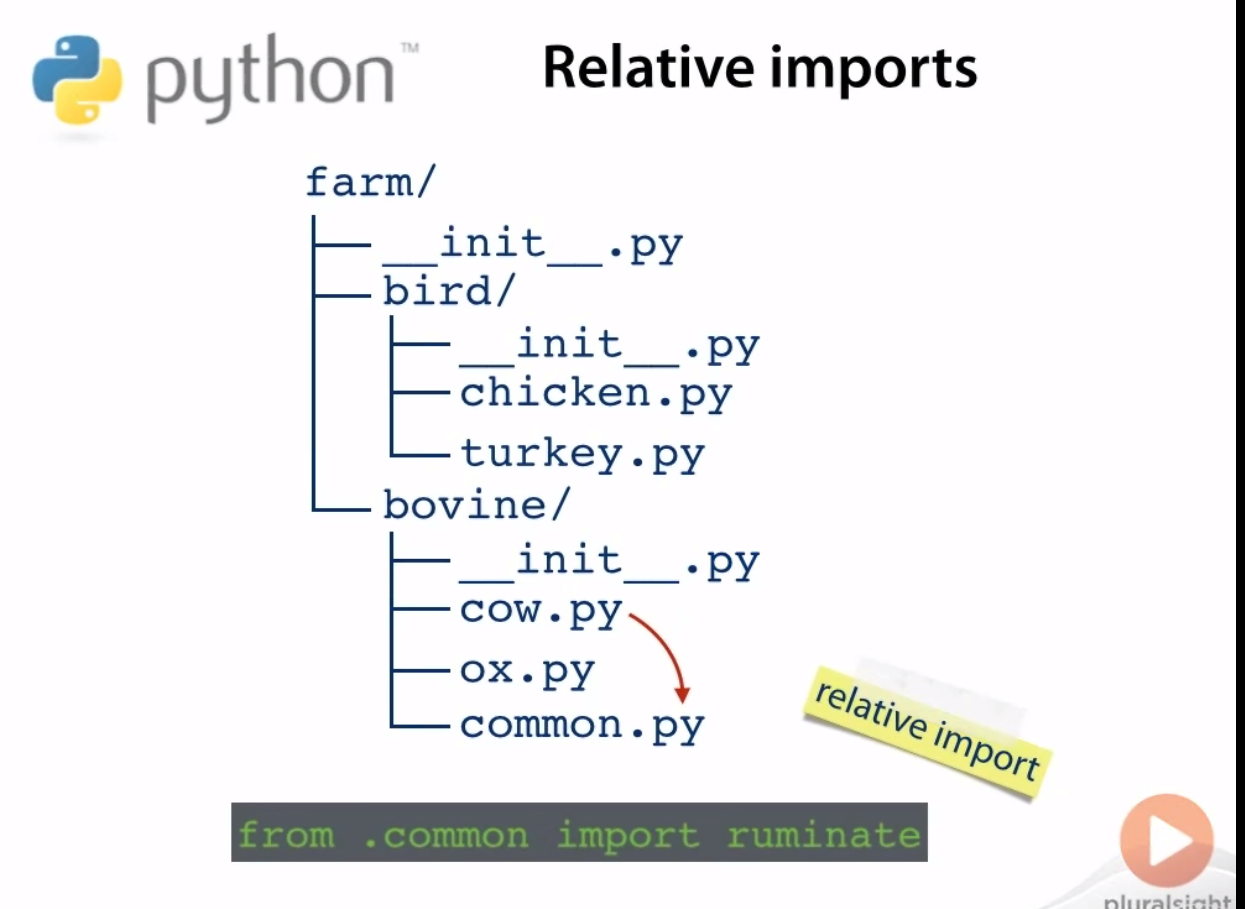 python™
Relative imports
farm/
__init__.py
bird/
__init__.py
chicken.py
turkey.py
bovine/
__init__.py
cow.py
ox.py
common.py
relative import
from .common import ruminate
pluralsight